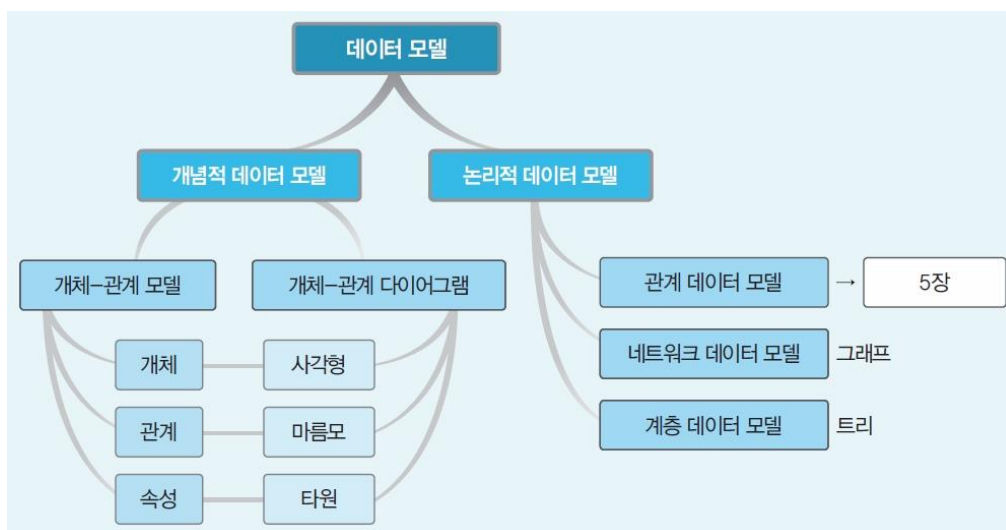 데이터 모델
개념적 데이터 모델
논리적 데이터 모델
개체-관계 모델
개체-관계 다이어그램
개체
사각형
관계
마름모
속성
타원
관계 데이터 모델 → 5장
네트워크 데이터 모델 그래프
계층 데이터 모델 트리